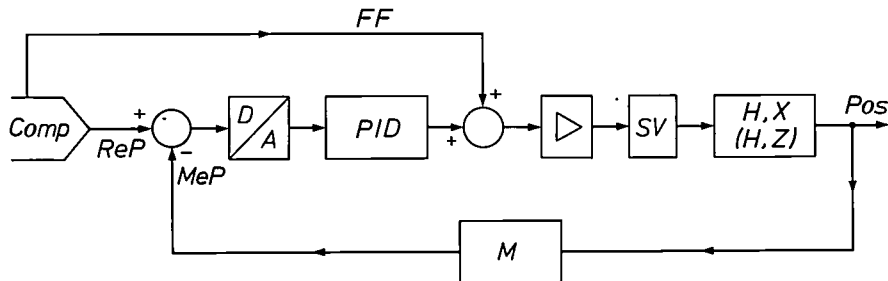 FF
Comp
+
ReP
-
MeP
D
A
PID
+
+
▷
SV
H, X
(H, Z)
Pos
M